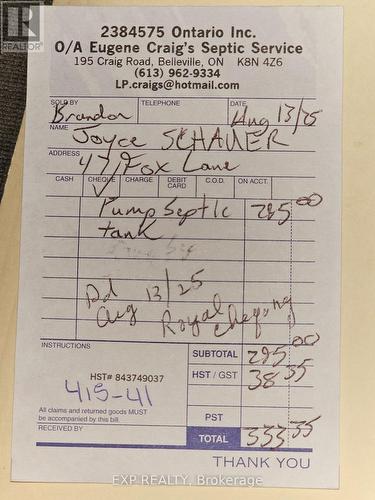 2384575 Ontario Inc.
O/A Eugene Craig's Septic Service
195 Craig Road, Belleville, ON K8N 4Z6
(613) 962-9334
LP.craigs@hotmail.com
SOLD BY Brandon TELEPHONE DATE Aug 13/25
NAME Joyce SCHAUER
ADDRESS 47 Fox Lane
CASH CHEQUE CHARGE DEBIT CARD C.O.D. ON ACCT.
✓
Pump Septic 295 00
tank
Pd
Aug 13/25
Royal Chequing
INSTRUCTIONS
SUBTOTAL 295 00
HST# 843749037
HST / GST 38 35
415-41
All claims and returned goods MUST
be accompanied by this bill.
PST
RECEIVED BY
TOTAL 333 35
THANK YOU
EXP REALTY, Brokerage
REALTOR®